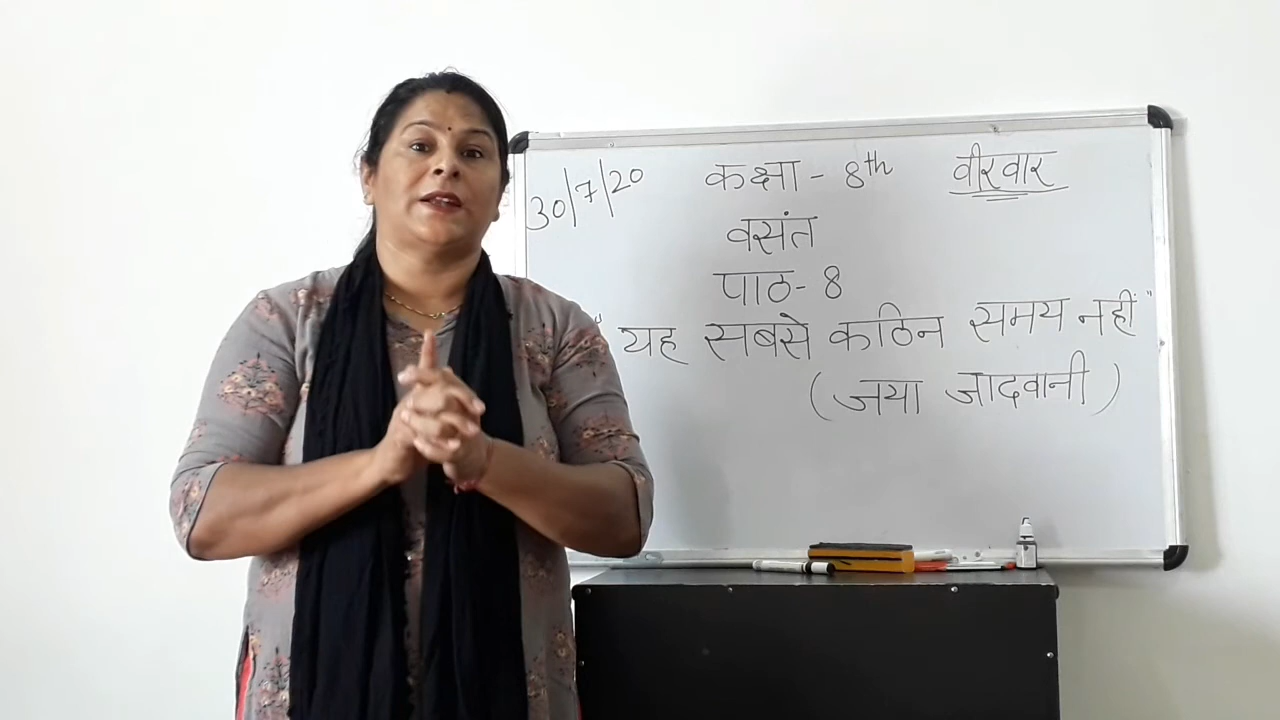 30/7/20 कक्षा - 8th वीरवार
वसंत
पाठ - 8
"यह सबसे कठिन समय नहीं"
(जया जादवानी)